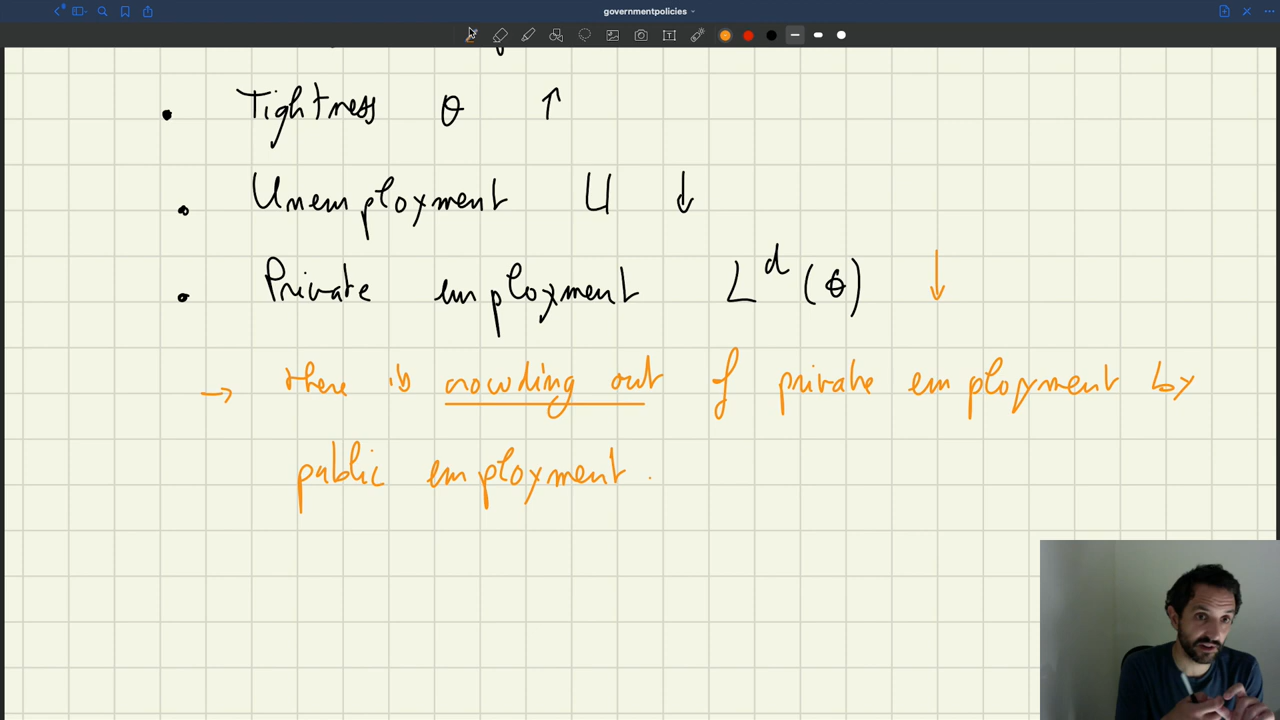 governmentpolicies
• Tightness θ ↑
• Unemployment U ↓
• Private employment L^d (θ) ↓
→ there is crowding out of private employment by
public employment.